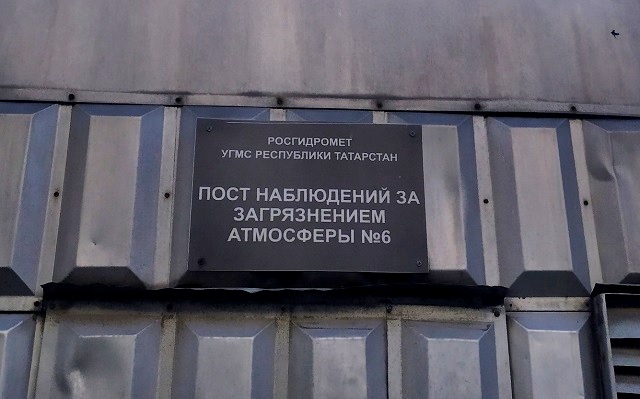 РОСГИДРОМЕТ
УГМС РЕСПУБЛИКИ ТАТАРСТАН
ПОСТ НАБЛЮДЕНИЙ ЗА
ЗАГРЯЗНЕНИЕМ
АТМОСФЕРЫ №6